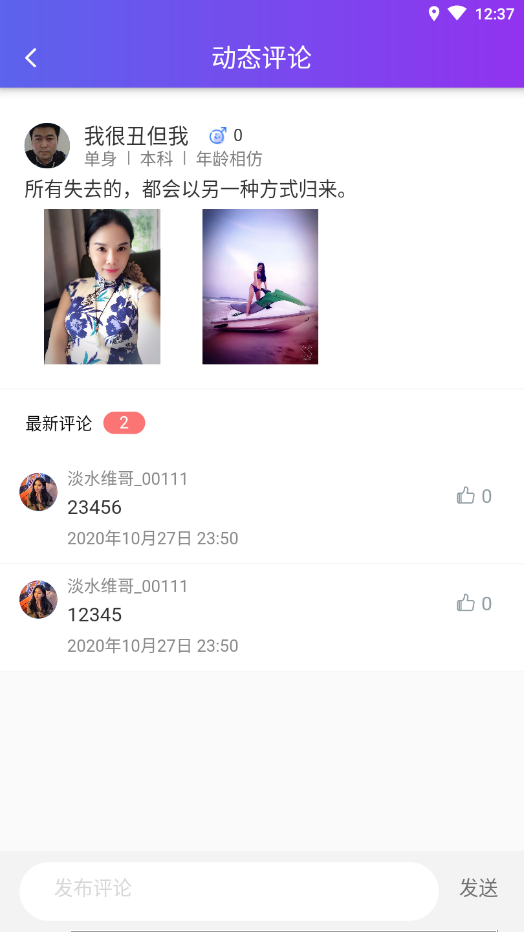 12:37
动态评论
我很丑但我 0
单身 | 本科 | 年龄相仿
所有失去的，都会以另一种方式归来。
最新评论 2
淡水维哥_00111
23456
0
2020年10月27日 23:50
淡水维哥_00111
12345
0
2020年10月27日 23:50
发布评论
发送